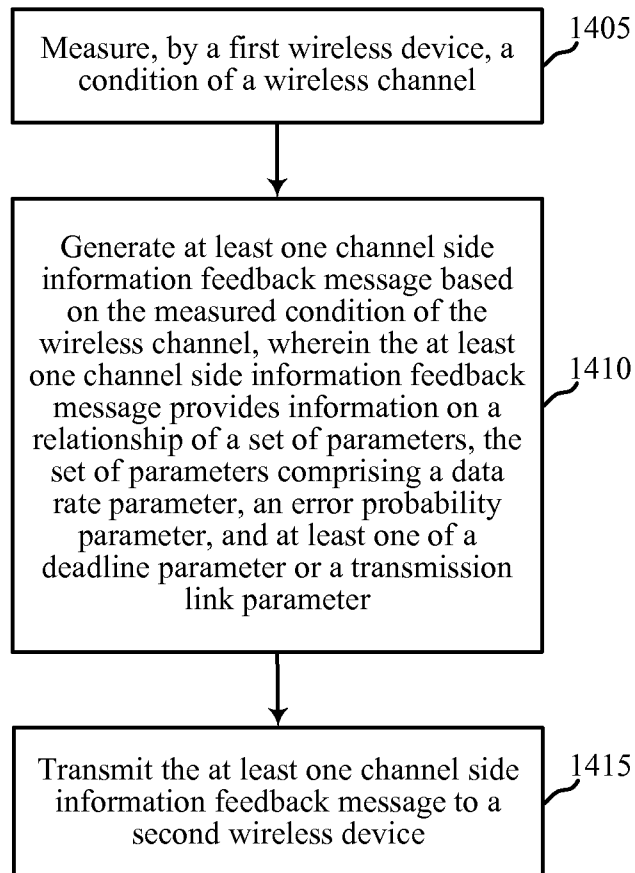 Measure, by a first wireless device, a
condition of a wireless channel
1405
Generate at least one channel side
information feedback message based
on the measured condition of the
wireless channel, wherein the at least
one channel side information feedback
message provides information on a
relationship of a set of parameters, the
set of parameters comprising a data
rate parameter, an error probability
parameter, and at least one of a
deadline parameter or a transmission
link parameter
1410
Transmit the at least one channel side
information feedback message to a
second wireless device
1415